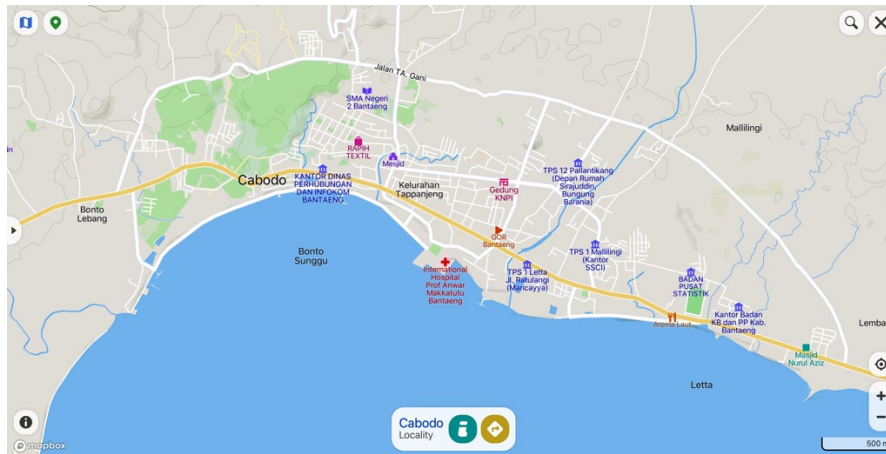 Jalan TA. Gani
SMA Negeri
2 Bantaeng
Mallilingi
RAPIH
TEXTIL
Mesjid
TPS 12 Pallantikang
(Depan Rumah
Sirajuddin,
Bungung
Barania)
Cabodo
KANTOR DINAS
PERHUBUNGAN
DAN INFOKOM
BANTAENG
Kelurahan
Tappanjeng
Gedung
KNPI
Bonto
Lebang
GOR
Bantaeng
Bonto
Sunggu
TPS 1 Mallilingi
(Kantor
SSCI)
International
Hospital
Prof Anwar
Makkatutu
Bantaeng
TPS 1 Letta
Jl. Ratulangi
(Maricayya)
BADAN
PUSAT
STATISTIK
Aroma Laut
Kantor Badan
KB dan PP Kab.
Bantaeng
Lemba
Masjid
Nurul Aziz
Letta
Cabodo
Locality
mapbox